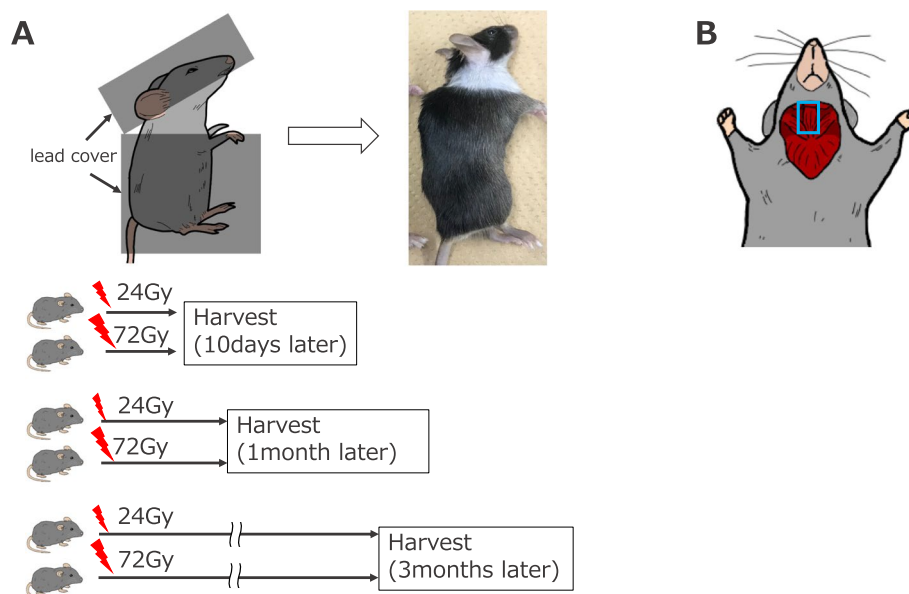 A
B
lead cover
24Gy
72Gy
Harvest
(10days later)
24Gy
72Gy
Harvest
(1month later)
24Gy
72Gy
Harvest
(3months later)